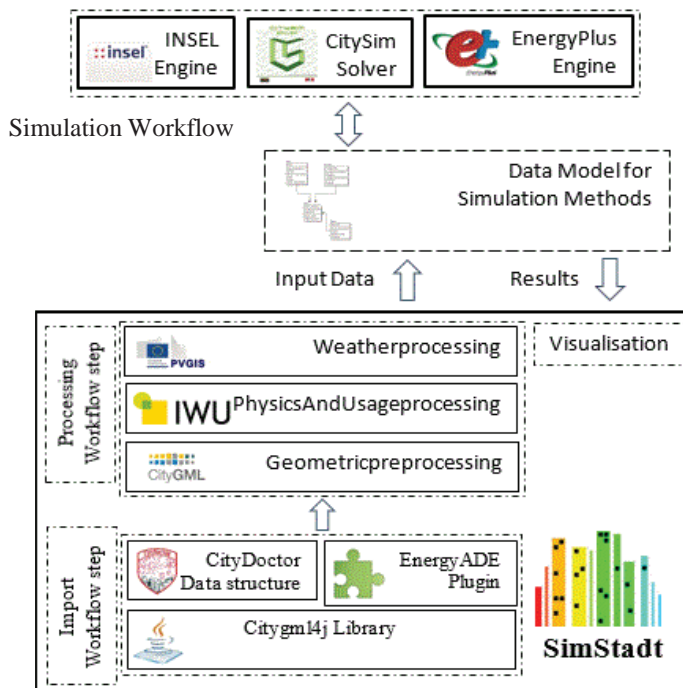 ::insel®
INSEL
Engine
CitySim
Solver
EnergyPlus
Engine
Simulation Workflow
Data Model for
Simulation Methods
Input Data
Results
Processing
Workflow step
PVGIS
Weatherprocessing
IWU
PhysicsAndUsageprocessing
CityGML
Geometricpreprocessing
Visualisation
Import
Workflow step
CityDoctor
Data structure
EnergyADE
Plugin
Citygml4j Library
SimStadt